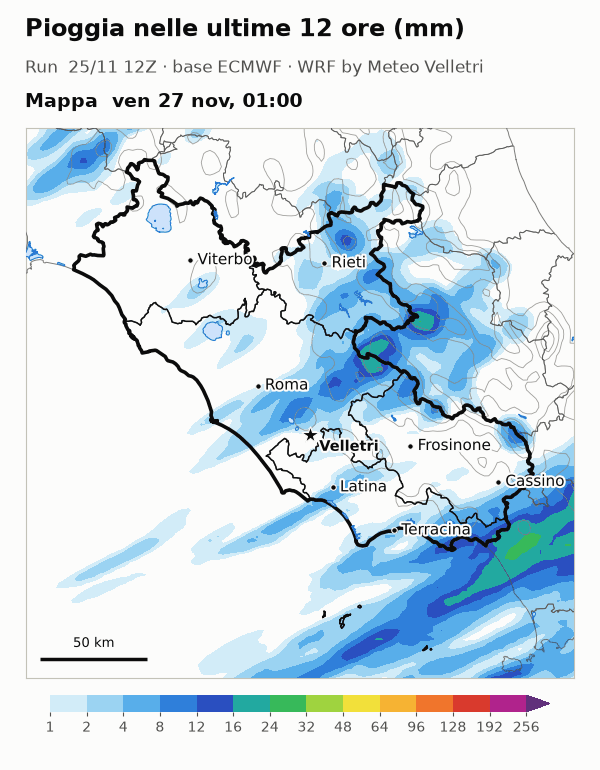 Pioggia nelle ultime 12 ore (mm)
Run 25/11 12Z · base ECMWF · WRF by Meteo Velletri
Mappa ven 27 nov, 01:00
Viterbo
Rieti
Roma
Velletri
Frosinone
Cassino
Latina
Terracina
50 km
1 2 4 8 12 16 24 32 48 64 96 128 192 256